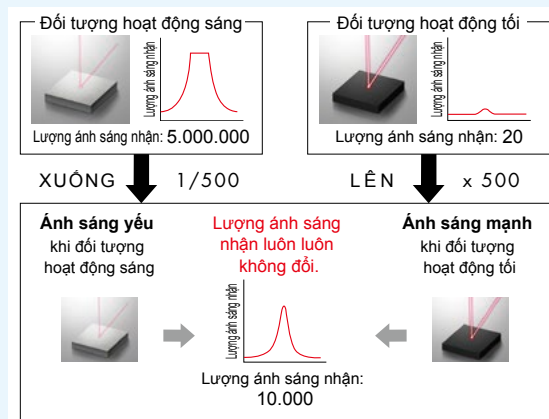 Đối tượng hoạt động sáng
Lượng ánh sáng nhận
Lượng ánh sáng nhận: 5.000.000
Đối tượng hoạt động tối
Lượng ánh sáng nhận
Lượng ánh sáng nhận: 20
XUỐNG 1/500
LÊN x 500
Ánh sáng yếu
khi đối tượng
hoạt động sáng
Lượng ánh sáng
nhận luôn luôn
không đổi.
Lượng ánh sáng nhận
Lượng ánh sáng nhận:
10.000
Ánh sáng mạnh
khi đối tượng
hoạt động tối